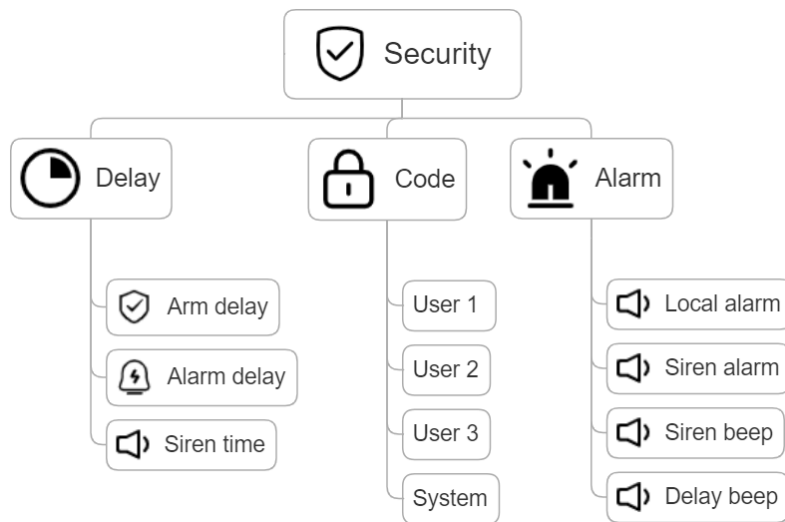 Security
Delay
Code
Alarm
Arm delay
Alarm delay
Siren time
User 1
User 2
User 3
System
Local alarm
Siren alarm
Siren beep
Delay beep